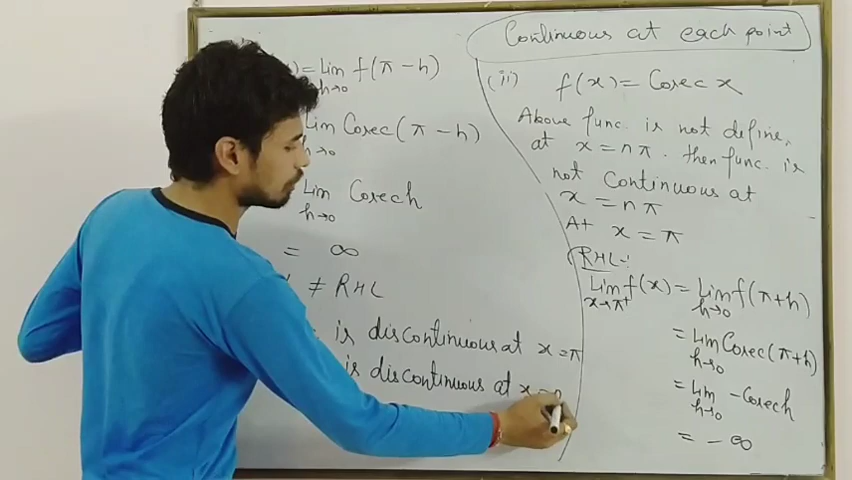 Continuous at each point
(ii) f(x) = Cosec x
Above func. is not define,
at x = nπ. then func. is
not Continuous at
x = nπ
At x = π
RHL:-
Lim f(x) = Lim f(π+h)
x→π⁺ h→0
= Lim Cosec(π+h)
h→0
= Lim -Cosech
h→0
= -∞
) = Lim f(π-h)
h→0
Lim Cosec(π-h)
h→0
Lim Cosech
h→0
= ∞
≠ RHL
is discontinuous at x = π
is discontinuous at x =